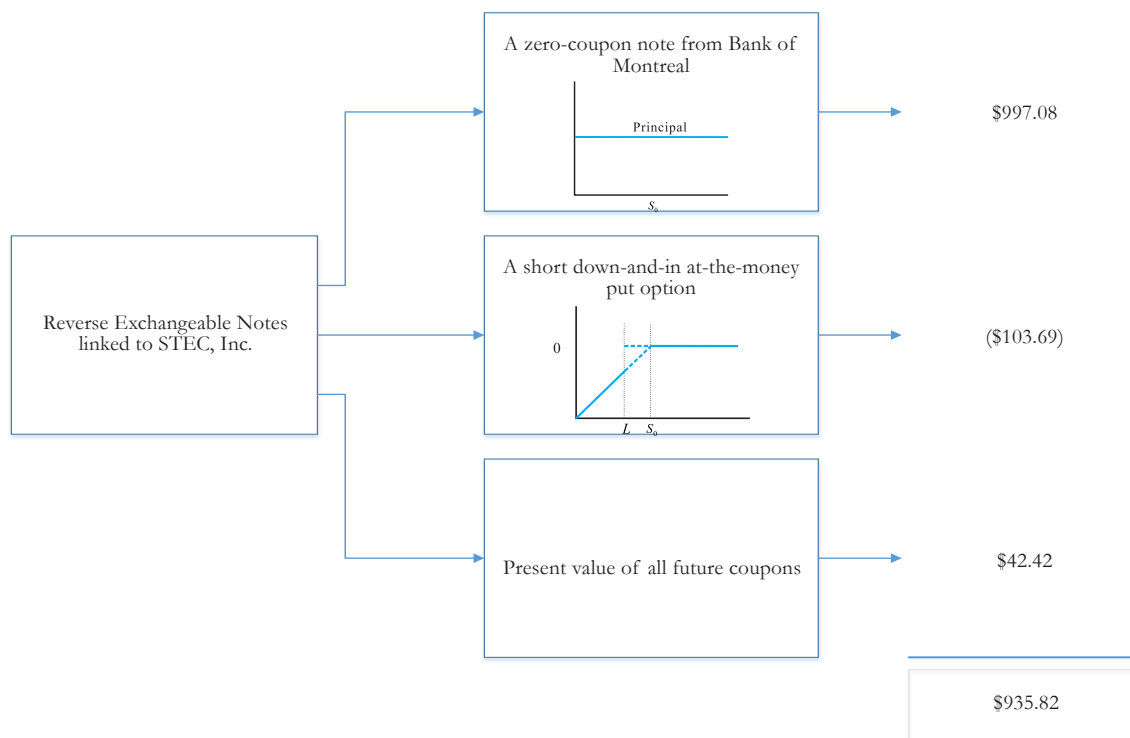 A zero-coupon note from Bank of
Montreal
Principal
S₀
$997.08
Reverse Exchangeable Notes
linked to STEC, Inc.
A short down-and-in at-the-money
put option
0
L S₀
($103.69)
Present value of all future coupons
$42.42
$935.82